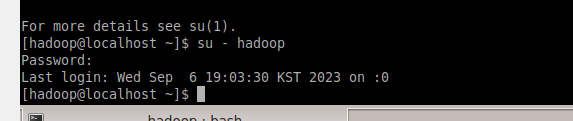 For more details see su(1).
[hadoop@localhost ~]$ su - hadoop
Password:
Last login: Wed Sep  6 19:03:30 KST 2023 on :0
[hadoop@localhost ~]$
hadoop : bash